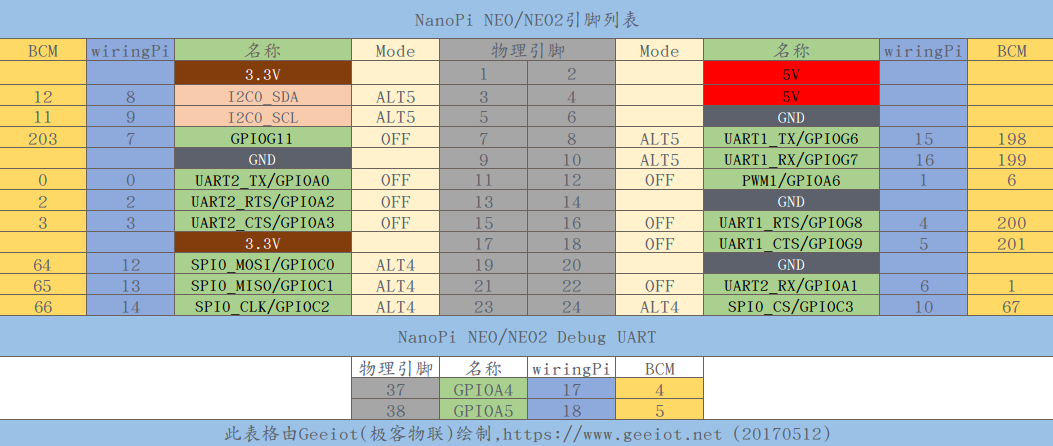 NanoPi NEO/NEO2引脚列表
BCM wiringPi 名称 Mode 物理引脚 Mode 名称 wiringPi BCM
3.3V 1 2 5V
12 8 I2C0_SDA ALT5 3 4 5V
11 9 I2C0_SCL ALT5 5 6 GND
203 7 GPIOG11 OFF 7 8 ALT5 UART1_TX/GPIOG6 15 198
GND 9 10 ALT5 UART1_RX/GPIOG7 16 199
0 0 UART2_TX/GPIOA0 OFF 11 12 OFF PWM1/GPIOA6 1 6
2 2 UART2_RTS/GPIOA2 OFF 13 14 GND
3 3 UART2_CTS/GPIOA3 OFF 15 16 OFF UART1_RTS/GPIOG8 4 200
3.3V 17 18 OFF UART1_CTS/GPIOG9 5 201
64 12 SPI0_MOSI/GPIOC0 ALT4 19 20 GND
65 13 SPI0_MISO/GPIOC1 ALT4 21 22 OFF UART2_RX/GPIOA1 6 1
66 14 SPI0_CLK/GPIOC2 ALT4 23 24 ALT4 SPI0_CS/GPIOC3 10 67
NanoPi NEO/NEO2 Debug UART
物理引脚 名称 wiringPi BCM
37 GPIOA4 17 4
38 GPIOA5 18 5
此表格由Geeiot(极客物联)绘制,https://www.geeiot.net (20170512)